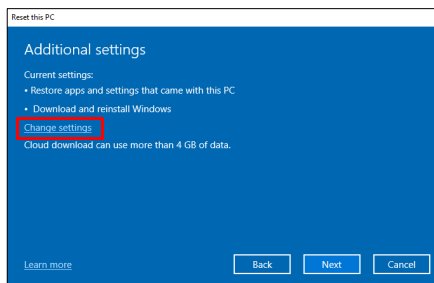 Reset this PC
Additional settings
Current settings:
• Restore apps and settings that came with this PC
• Download and reinstall Windows
Change settings
Cloud download can use more than 4 GB of data.
Learn more
Back
Next
Cancel